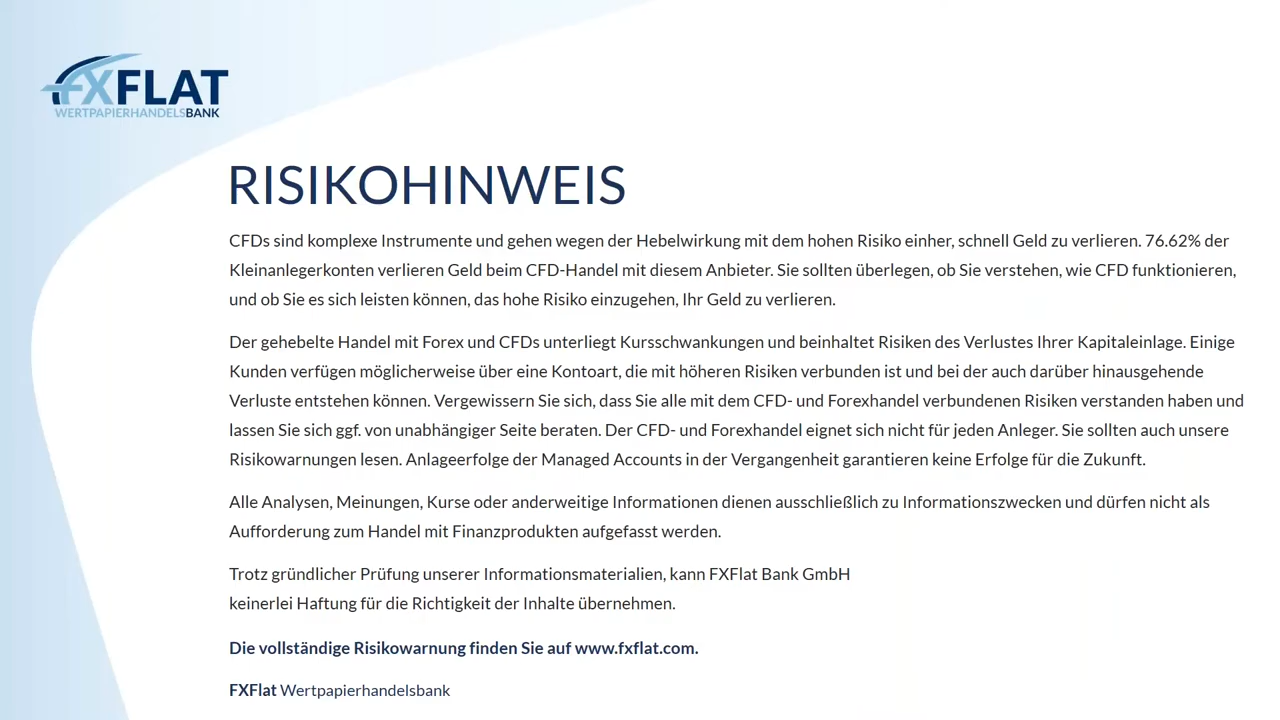 FXFLAT
WERTPAPIERHANDELSBANK
RISIKOHINWEIS
CFDs sind komplexe Instrumente und gehen wegen der Hebelwirkung mit dem hohen Risiko einher, schnell Geld zu verlieren. 76.62% der
Kleinanlegerkonten verlieren Geld beim CFD-Handel mit diesem Anbieter. Sie sollten überlegen, ob Sie verstehen, wie CFD funktionieren,
und ob Sie es sich leisten können, das hohe Risiko einzugehen, Ihr Geld zu verlieren.
Der gehebelte Handel mit Forex und CFDs unterliegt Kursschwankungen und beinhaltet Risiken des Verlustes Ihrer Kapitaleinlage. Einige
Kunden verfügen möglicherweise über eine Kontoart, die mit höheren Risiken verbunden ist und bei der auch darüber hinausgehende
Verluste entstehen können. Vergewissern Sie sich, dass Sie alle mit dem CFD- und Forexhandel verbundenen Risiken verstanden haben und
lassen Sie sich ggf. von unabhängiger Seite beraten. Der CFD- und Forexhandel eignet sich nicht für jeden Anleger. Sie sollten auch unsere
Risikowarnungen lesen. Anlageerfolge der Managed Accounts in der Vergangenheit garantieren keine Erfolge für die Zukunft.
Alle Analysen, Meinungen, Kurse oder anderweitige Informationen dienen ausschließlich zu Informationszwecken und dürfen nicht als
Aufforderung zum Handel mit Finanzprodukten aufgefasst werden.
Trotz gründlicher Prüfung unserer Informationsmaterialien, kann FXFlat Bank GmbH
keinerlei Haftung für die Richtigkeit der Inhalte übernehmen.
Die vollständige Risikowarnung finden Sie auf www.fxflat.com.
FXFlat Wertpapierhandelsbank